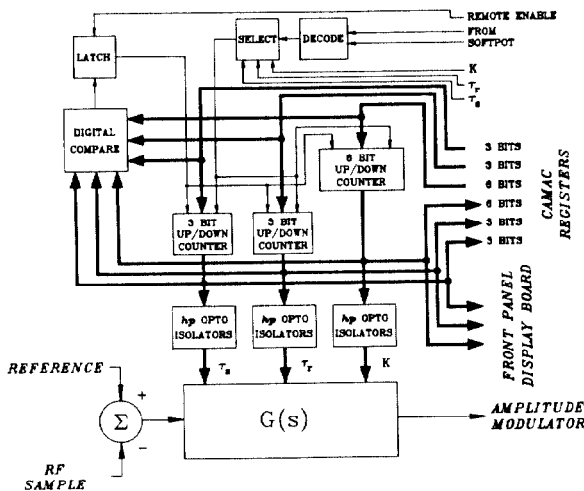 REMOTE ENABLE
FROM
SOFTPOT
SELECT
DECODE
LATCH
K
τr
τs
DIGITAL
COMPARE
3 BITS
3 BITS
6 BITS
6 BITS
3 BITS
3 BITS
CAMAC
REGISTERS
6 BIT
UP/DOWN
COUNTER
3 BIT
UP/DOWN
COUNTER
3 BIT
UP/DOWN
COUNTER
hp OPTO
ISOLATORS
hp OPTO
ISOLATORS
hp OPTO
ISOLATORS
FRONT PANEL
DISPLAY BOARD
τs
τr
K
REFERENCE
+
Σ
−
G(s)
AMPLITUDE
MODULATOR
RF
SAMPLE